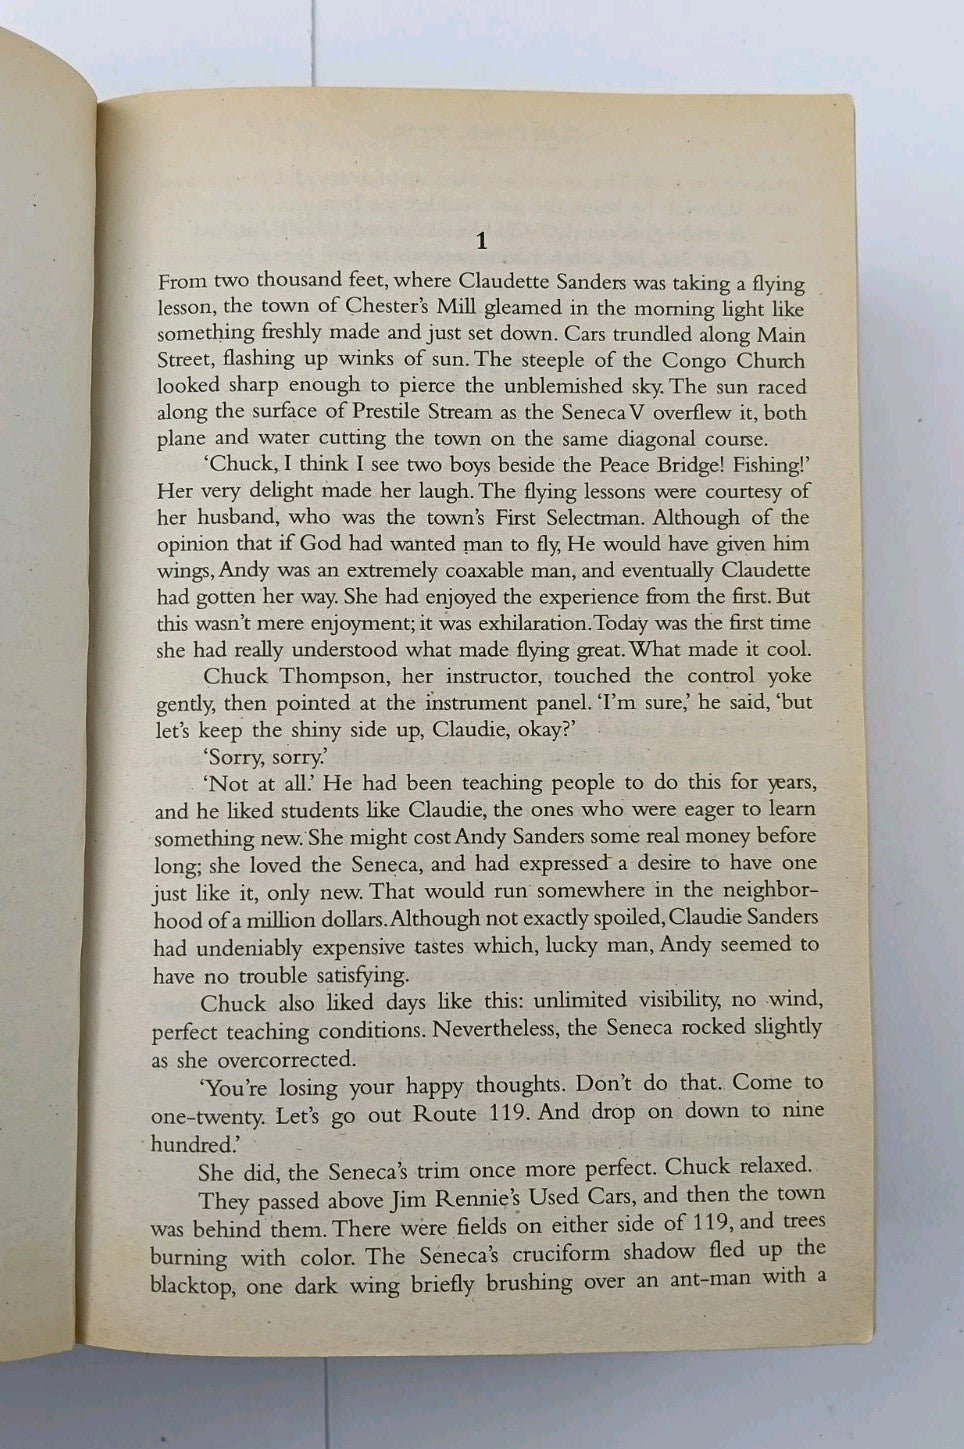 1
From two thousand feet, where Claudette Sanders was taking a flying
lesson, the town of Chester's Mill gleamed in the morning light like
something freshly made and just set down. Cars trundled along Main
Street, flashing up winks of sun. The steeple of the Congo Church
looked sharp enough to pierce the unblemished sky. The sun raced
along the surface of Prestile Stream as the Seneca V overflew it, both
plane and water cutting the town on the same diagonal course.
‘Chuck, I think I see two boys beside the Peace Bridge! Fishing!’
Her very delight made her laugh. The flying lessons were courtesy of
her husband, who was the town's First Selectman. Although of the
opinion that if God had wanted man to fly, He would have given him
wings, Andy was an extremely coaxable man, and eventually Claudette
had gotten her way. She had enjoyed the experience from the first. But
this wasn't mere enjoyment; it was exhilaration. Today was the first time
she had really understood what made flying great. What made it cool.
Chuck Thompson, her instructor, touched the control yoke
gently, then pointed at the instrument panel. ‘I'm sure,’ he said, ‘but
let's keep the shiny side up, Claudie, okay?’
‘Sorry, sorry.’
‘Not at all.’ He had been teaching people to do this for years,
and he liked students like Claudie, the ones who were eager to learn
something new. She might cost Andy Sanders some real money before
long; she loved the Seneca, and had expressed a desire to have one
just like it, only new. That would run somewhere in the neighbor-
hood of a million dollars. Although not exactly spoiled, Claudie Sanders
had undeniably expensive tastes which, lucky man, Andy seemed to
have no trouble satisfying.
Chuck also liked days like this: unlimited visibility, no wind,
perfect teaching conditions. Nevertheless, the Seneca rocked slightly
as she overcorrected.
‘You're losing your happy thoughts. Don't do that. Come to
one-twenty. Let's go out Route 119. And drop on down to nine
hundred.’
She did, the Seneca's trim once more perfect. Chuck relaxed.
They passed above Jim Rennie's Used Cars, and then the town
was behind them. There were fields on either side of 119, and trees
burning with color. The Seneca's cruciform shadow fled up the
blacktop, one dark wing briefly brushing over an ant-man with a